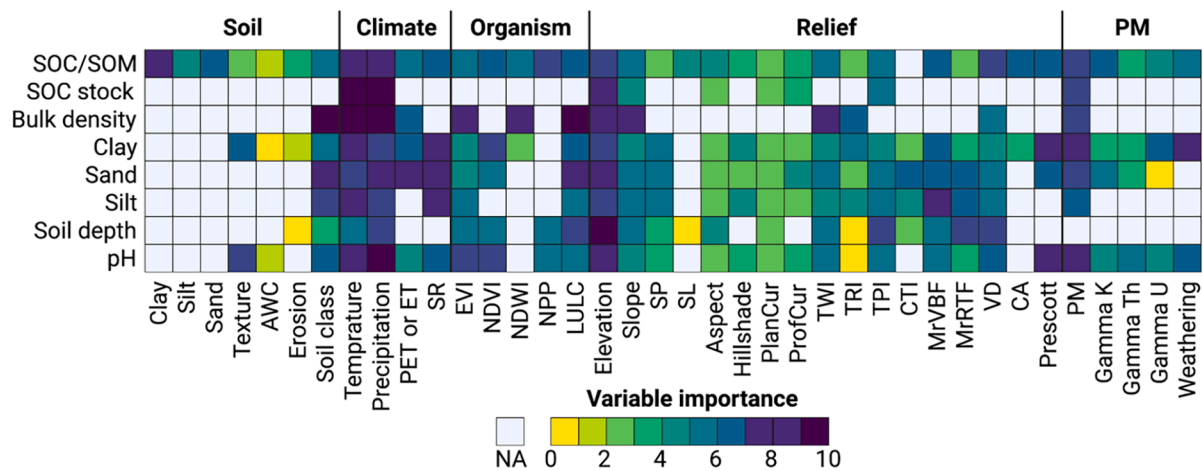 Soil Climate Organism Relief PM
SOC/SOM
SOC stock
Bulk density
Clay
Sand
Silt
Soil depth
pH
Clay
Silt
Sand
Texture
AWC
Erosion
Soil class
Temprature
Precipitation
PET or ET
SR
EVI
NDVI
NDWI
NPP
LULC
Elevation
Slope
SP
SL
Aspect
Hillshade
PlanCur
ProfCur
TWI
TRI
TPI
CTI
MrVBF
MrRTF
VD
CA
Prescott
PM
Gamma K
Gamma Th
Gamma U
Weathering
Variable importance
NA 0 2 4 6 8 10